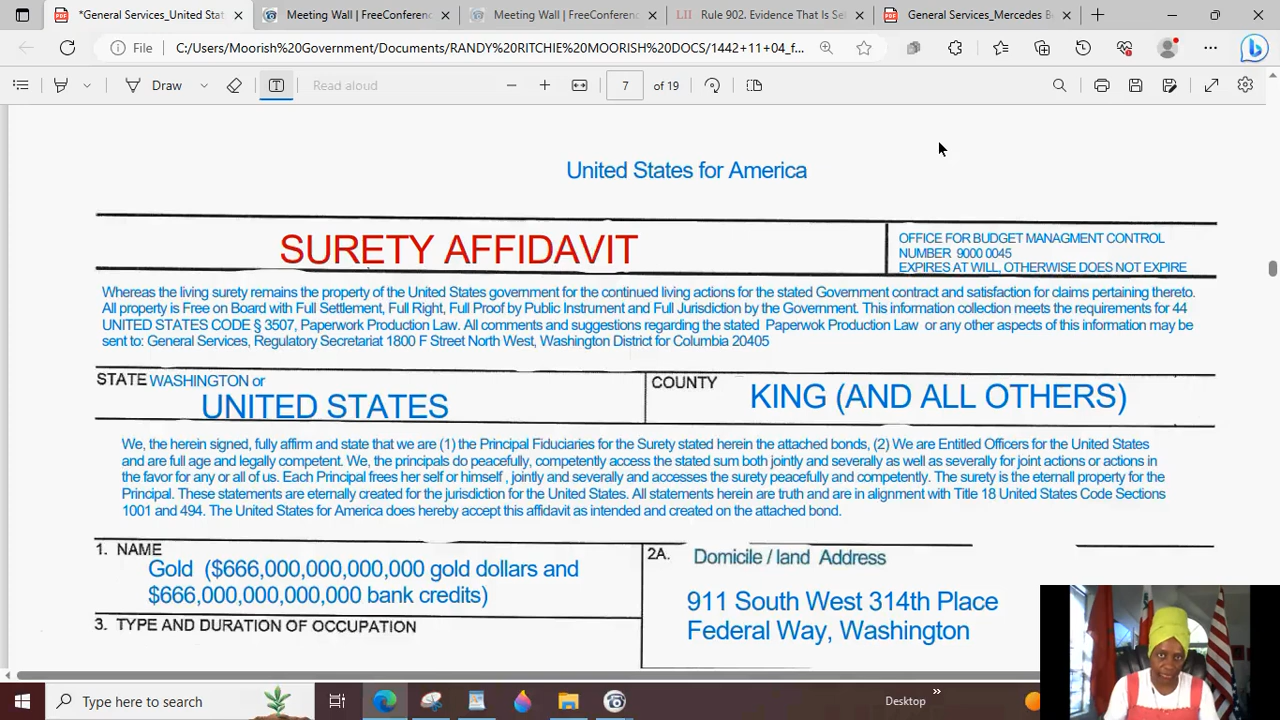 *General Services_United Stat
Meeting Wall | FreeConferenc
Meeting Wall | FreeConferenc
LII
Rule 902. Evidence That Is Sel
General Services_Mercedes B
File
C:/Users/Moorish%20Government/Documents/RANDY%20RITCHIE%20MOORISH%20DOCS/1442+11+04_f...
Draw
Read aloud
7
of 19
United States for America
SURETY AFFIDAVIT
OFFICE FOR BUDGET MANAGMENT CONTROL
NUMBER 9000 0045
EXPIRES AT WILL, OTHERWISE DOES NOT EXPIRE
Whereas the living surety remains the property of the United States government for the continued living actions for the stated Government contract and satisfaction for claims pertaining thereto.
All property is Free on Board with Full Settlement, Full Right, Full Proof by Public Instrument and Full Jurisdiction by the Government. This information collection meets the requirements for 44
UNITED STATES CODE § 3507, Paperwork Production Law. All comments and suggestions regarding the stated Paperwok Production Law or any other aspects of this information may be
sent to: General Services, Regulatory Secretariat 1800 F Street North West, Washington District for Columbia 20405
STATE WASHINGTON or
UNITED STATES
COUNTY
KING (AND ALL OTHERS)
We, the herein signed, fully affirm and state that we are (1) the Principal Fiduciaries for the Surety stated herein the attached bonds, (2) We are Entitled Officers for the United States
and are full age and legally competent. We, the principals do peacefully, competently access the stated sum both jointly and severally as well as severally for joint actions or actions in
the favor for any or all of us. Each Principal frees her self or himself , jointly and severally and accesses the surety peacefully and competently. The surety is the eternal property for the
Principal. These statements are eternally created for the jurisdiction for the United States. All statements herein are truth and are in alignment with Title 18 United States Code Sections
1001 and 494. The United States for America does hereby accept this affidavit as intended and created on the attached bond.
1. NAME
Gold ($666,000,000,000,000 gold dollars and
$666,000,000,000,000 bank credits)
2A. Domicile / land Address
911 South West 314th Place
Federal Way, Washington
3. TYPE AND DURATION OF OCCUPATION
Type here to search
Desktop